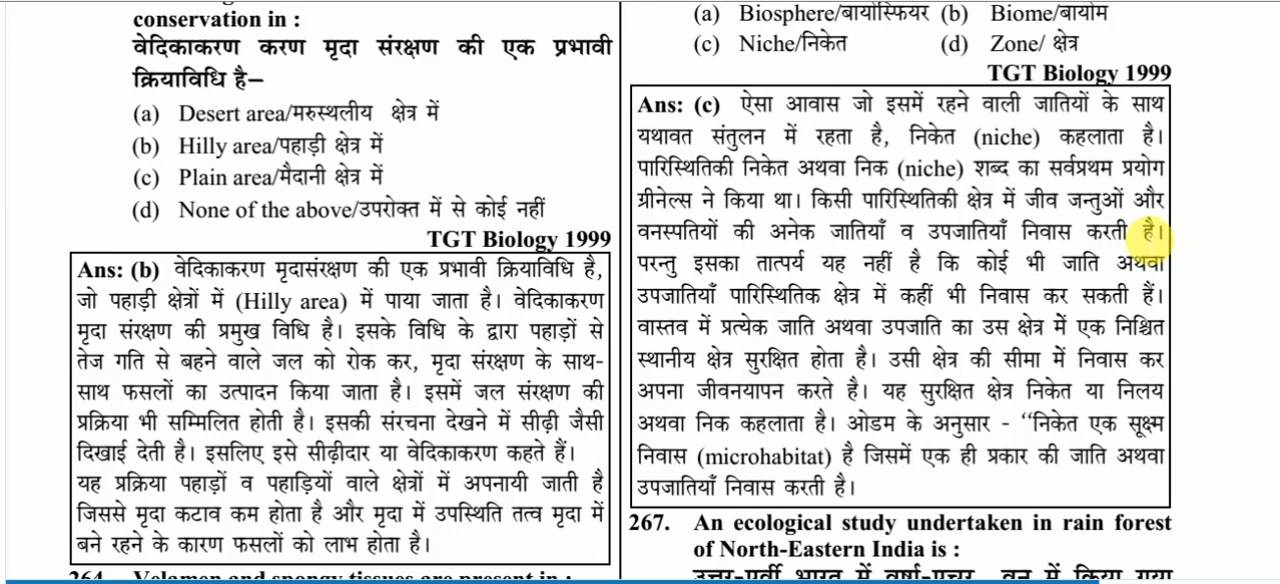 conservation in :
वेदिकाकरण करण मृदा संरक्षण की एक प्रभावी
क्रियाविधि है–
(a) Desert area/मरुस्थलीय क्षेत्र में
(b) Hilly area/पहाड़ी क्षेत्र में
(c) Plain area/मैदानी क्षेत्र में
(d) None of the above/उपरोक्त में से कोई नहीं
TGT Biology 1999
Ans: (b) वेदिकाकरण मृदासंरक्षण की एक प्रभावी क्रियाविधि है,
जो पहाड़ी क्षेत्रों में (Hilly area) में पाया जाता है। वेदिकाकरण
मृदा संरक्षण की प्रमुख विधि है। इसके विधि के द्वारा पहाड़ों से
तेज गति से बहने वाले जल को रोक कर, मृदा संरक्षण के साथ-
साथ फसलों का उत्पादन किया जाता है। इसमें जल संरक्षण की
प्रक्रिया भी सम्मिलित होती है। इसकी संरचना देखने में सीढ़ी जैसी
दिखाई देती है। इसलिए इसे सीढ़ीदार या वेदिकाकरण कहते हैं।
यह प्रक्रिया पहाड़ों व पहाड़ियों वाले क्षेत्रों में अपनायी जाती है
जिससे मृदा कटाव कम होता है और मृदा में उपस्थिति तत्व मृदा में
बने रहने के कारण फसलों को लाभ होता है।
264. Velamen and spongy tissues are present in :
(a) Biosphere/बायोस्फियर (b) Biome/बायोम
(c) Niche/निकेत (d) Zone/ क्षेत्र
TGT Biology 1999
Ans: (c) ऐसा आवास जो इसमें रहने वाली जातियों के साथ
यथावत संतुलन में रहता है, निकेत (niche) कहलाता है।
पारिस्थितिकी निकेत अथवा निक (niche) शब्द का सर्वप्रथम प्रयोग
ग्रीनेल्स ने किया था। किसी पारिस्थितिकी क्षेत्र में जीव जन्तुओं और
वनस्पतियों की अनेक जातियाँ व उपजातियाँ निवास करती है।
परन्तु इसका तात्पर्य यह नहीं है कि कोई भी जाति अथवा
उपजातियाँ पारिस्थितिक क्षेत्र में कहीं भी निवास कर सकती हैं।
वास्तव में प्रत्येक जाति अथवा उपजाति का उस क्षेत्र में एक निश्चित
स्थानीय क्षेत्र सुरक्षित होता है। उसी क्षेत्र की सीमा में निवास कर
अपना जीवनयापन करते है। यह सुरक्षित क्षेत्र निकेत या निलय
अथवा निक कहलाता है। ओडम के अनुसार - ‘‘निकेत एक सूक्ष्म
निवास (microhabitat) है जिसमें एक ही प्रकार की जाति अथवा
उपजातियाँ निवास करती है।
267. An ecological study undertaken in rain forest
of North-Eastern India is :
उत्तर-पूर्वी भारत में वर्षा-प्रचुर वन में किया गया